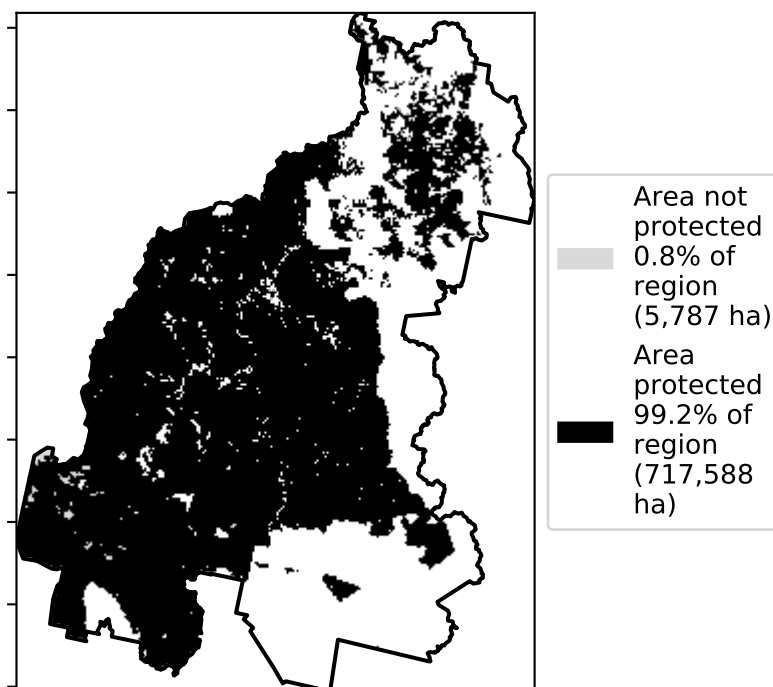 Area not
protected
0.8% of
region
(5,787 ha)
Area
protected
99.2% of
region
(717,588
ha)